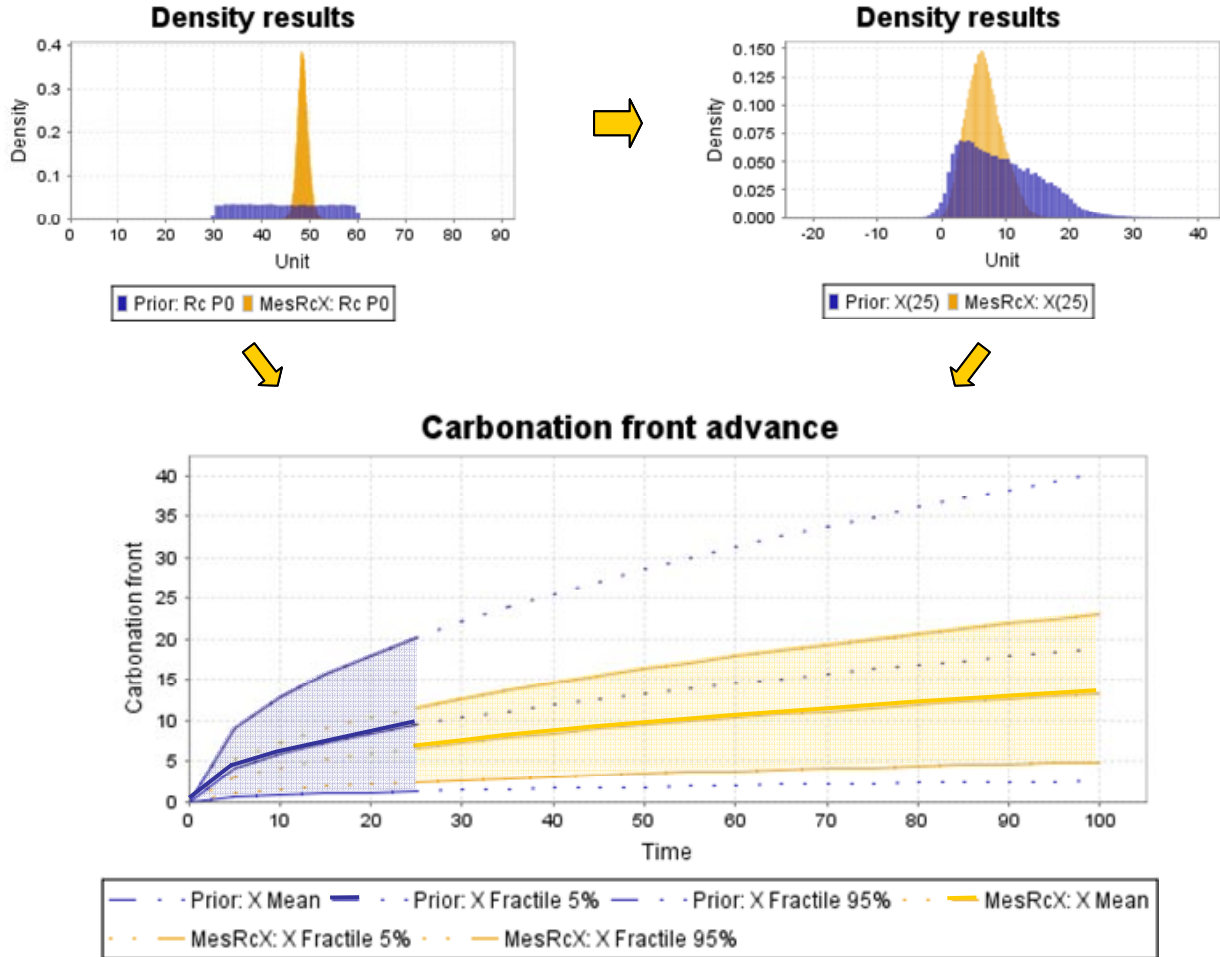 Density results
0.4
0.3
0.2
0.1
0.0
Density
0 10 20 30 40 50 60 70 80 90
Unit
Prior: Rc P0 MesRcX: Rc P0
Density results
0.150
0.125
0.100
0.075
0.050
0.025
0.000
Density
-20 -10 0 10 20 30 40
Unit
Prior: X(25) MesRcX: X(25)
Carbonation front advance
40
35
30
25
20
15
10
5
0
Carbonation front
0 10 20 30 40 50 60 70 80 90 100
Time
Prior: X Mean Prior: X Fractile 5% Prior: X Fractile 95% MesRcX: X Mean
MesRcX: X Fractile 5% MesRcX: X Fractile 95%